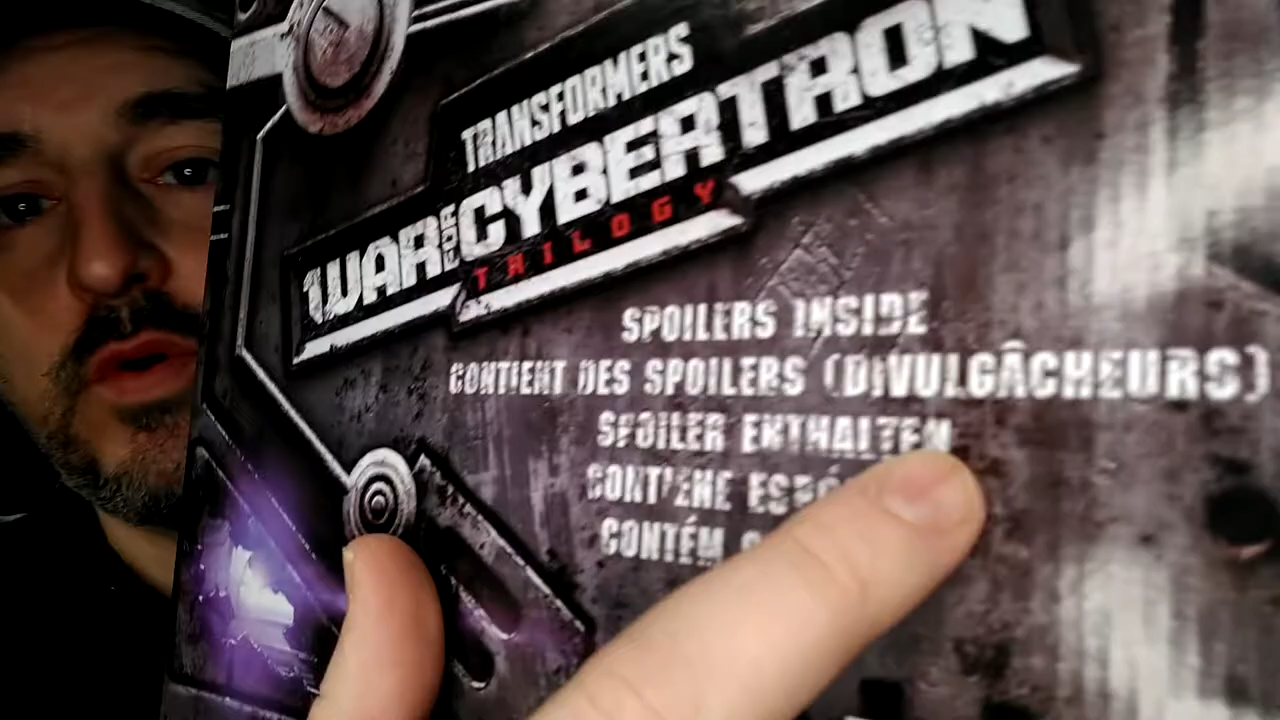 TRANSFORMERS
WAR FOR CYBERTRON
TRILOGY
SPOILERS INSIDE
CONTIENT DES SPOILERS (DIVULGÂCHEURS)
SPOILER ENTHALTEN
CONTIENE
CONTÉM